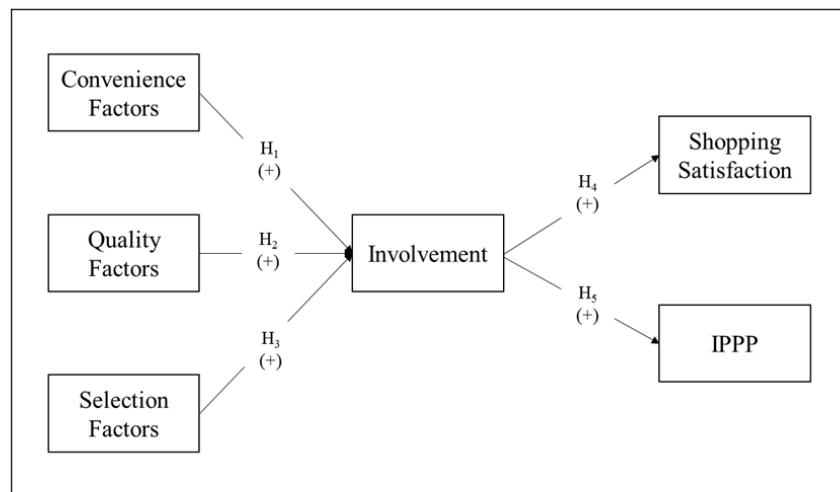 Convenience
Factors
H₁
(+)
Quality
Factors
H₂
(+)
Selection
Factors
H₃
(+)
Involvement
H₄
(+)
Shopping
Satisfaction
H₅
(+)
IPPP